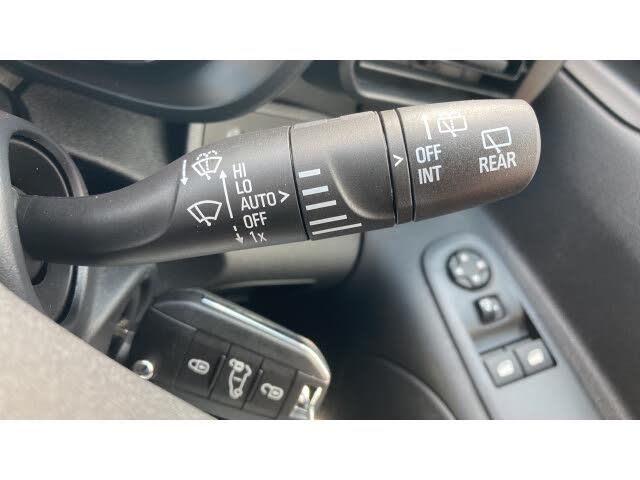 HI
LO
AUTO
OFF
1x
OFF
INT
REAR